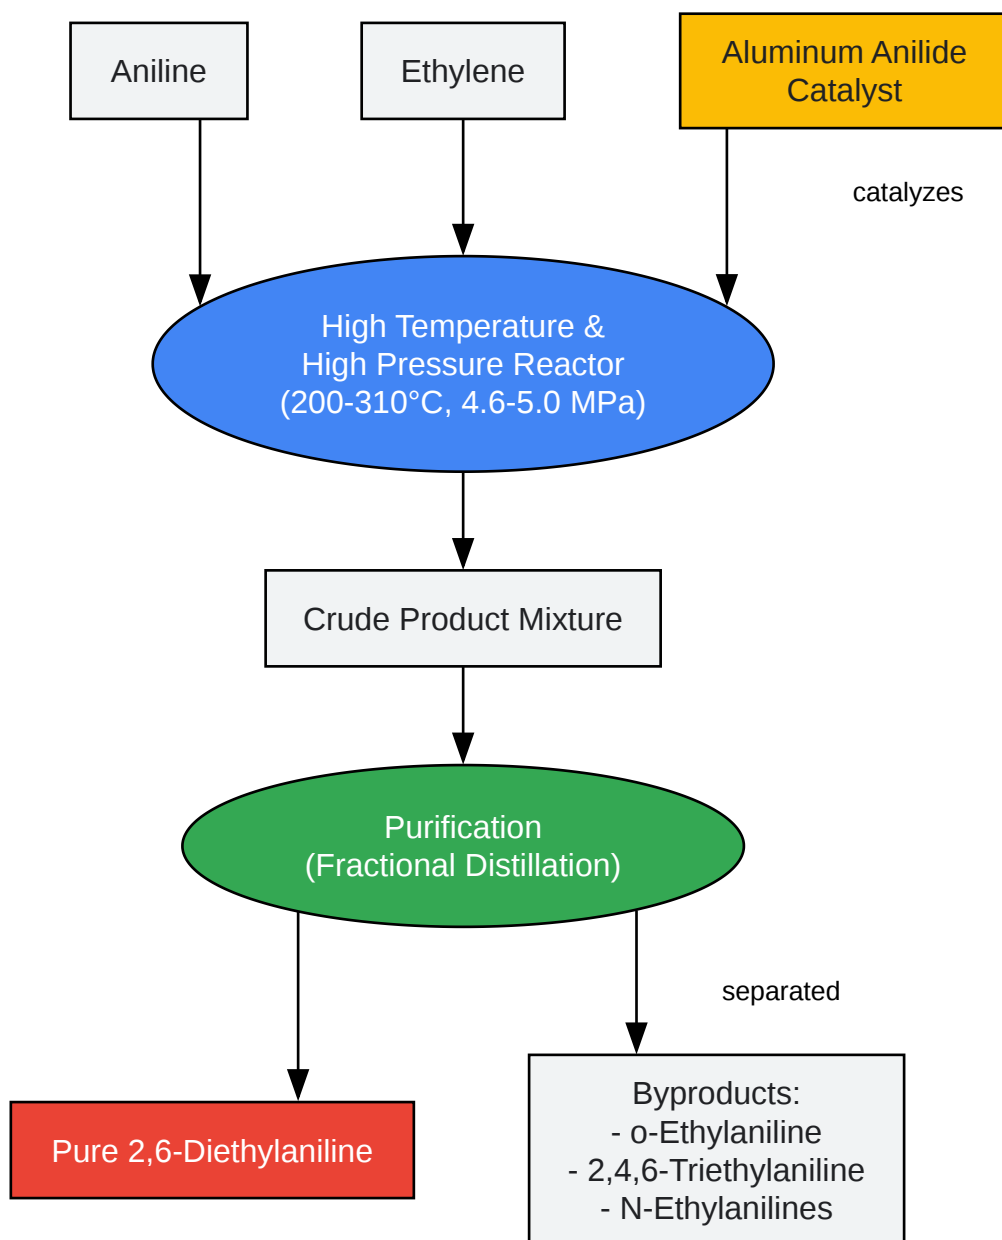 Aniline
Ethylene
Aluminum Anilide
Catalyst
catalyzes
High Temperature &
High Pressure Reactor
(200-310°C, 4.6-5.0 MPa)
Crude Product Mixture
Purification
(Fractional Distillation)
separated
Pure 2,6-Diethylaniline
Byproducts:
- o-Ethylaniline
- 2,4,6-Triethylaniline
- N-Ethylanilines